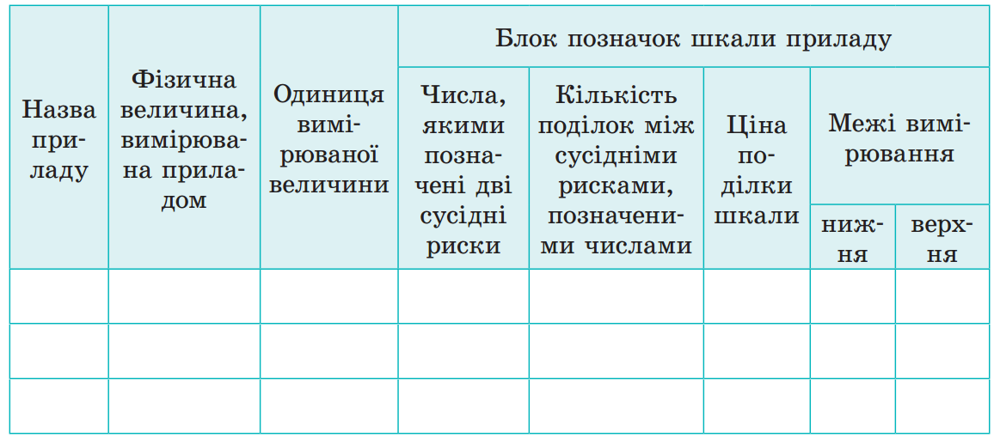 Блок позначок шкали приладу
Назва
при-
ладу
Фізична
величина,
вимірюва-
на прила-
дом
Одиниця
вимі-
рюваної
величини
Числа,
якими
позна-
чені дві
сусідні
риски
Кількість
поділок між
сусідніми
рисками,
позначени-
ми числами
Ціна
по-
ділки
шкали
Межі вимі-
рювання
ниж-
ня
верх-
ня